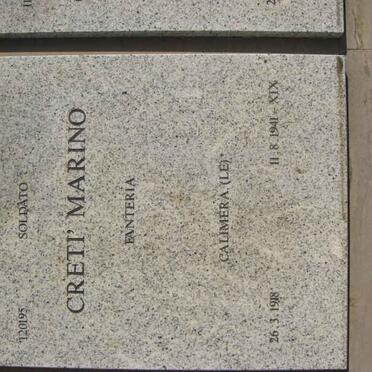 120195 SOLDATO
CRETI' MARINO
FANTERIA
CALIMERA (LE)
26 3 1918 11 8 1941 - XIX